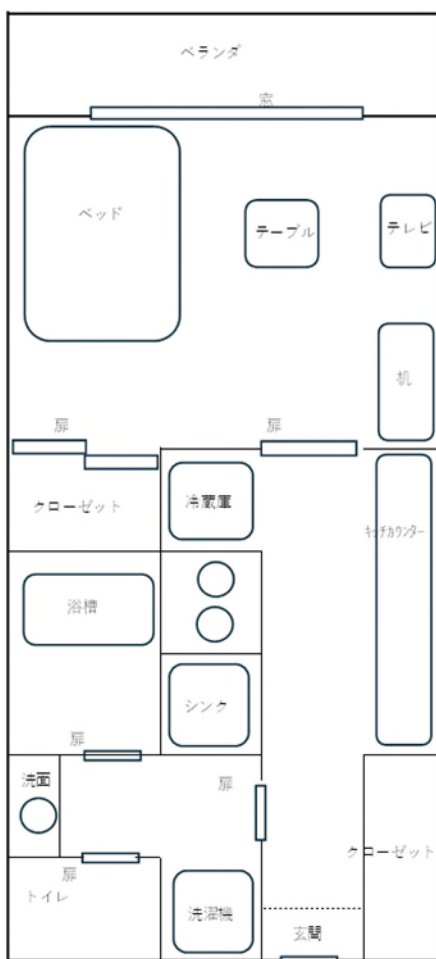 ベランダ
窓
ベッド
テーブル
テレビ
机
扉
扉
クローゼット
冷蔵庫
キッチカウンター
浴槽
シンク
扉
洗面
扉
クローゼット
扉
トイレ
洗濯機
玄関